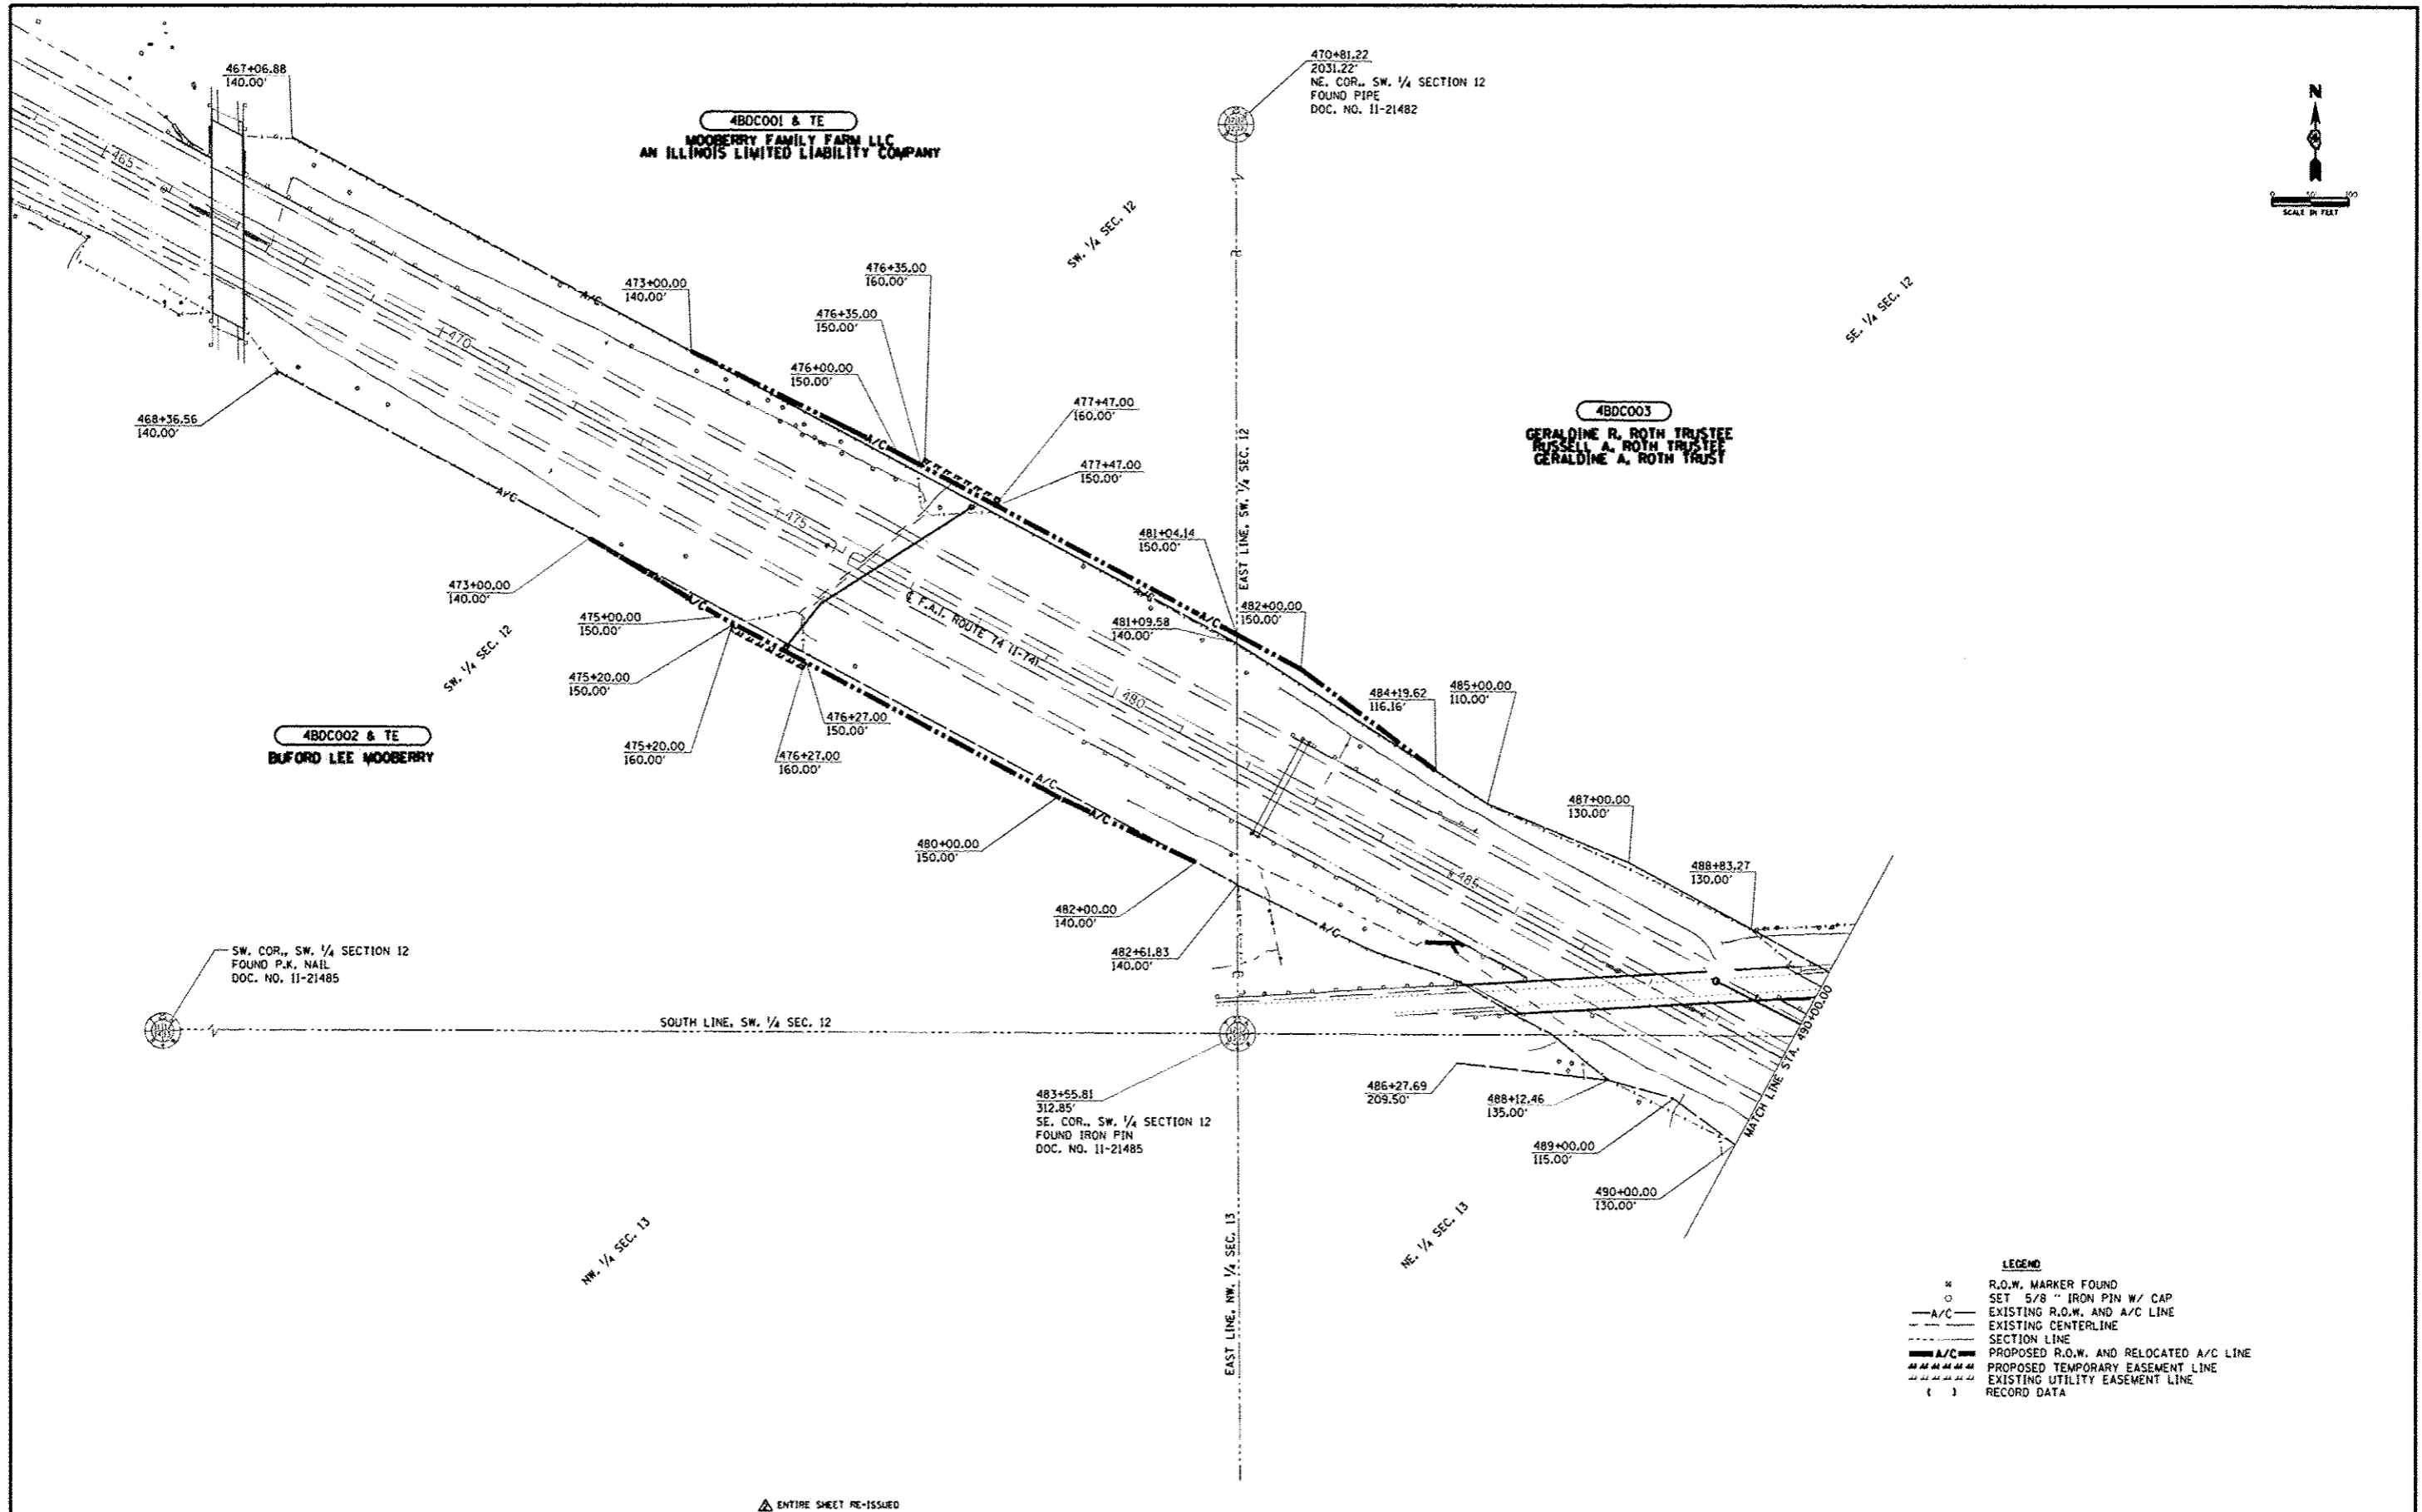 467+06.88
140.00'
4BDC001 & TE
MOOBERRY FAMILY FARM LLC
AN ILLINOIS LIMITED LIABILITY COMPANY
470+81.22
2031.22'
NE. COR., SW. 1/4 SECTION 12
FOUND PIPE
DOC. NO. 11-21482
N
0 50' 100
SCALE IN FEET
465
SW. 1/4 SEC. 12
SE. 1/4 SEC. 12
473+00.00
140.00'
476+35.00
160.00'
476+35.00
150.00'
476+00.00
150.00'
A/C
470
477+47.00
160.00'
477+47.00
150.00'
468+36.56
140.00'
4BDC003
GERALDINE R. ROTH TRUSTEE
RUSSELL A. ROTH TRUSTEE
GERALDINE A. ROTH TRUST
EAST LINE, SW. 1/4 SEC. 12
A/C
A/C
475
473+00.00
140.00'
475+00.00
150.00'
475+20.00
150.00'
A/C
℄ F.A.I. ROUTE 74 (I-74)
481+04.14
150.00'
481+09.58
140.00'
A/C
A/C
482+00.00
150.00'
SW. 1/4 SEC. 12
4BDC002 & TE
BUFORD LEE MOOBERRY
475+20.00
160.00'
476+27.00
150.00'
476+27.00
160.00'
480
484+19.62
116.16'
485+00.00
110.00'
A/C
A/C
480+00.00
150.00'
487+00.00
130.00'
488+83.27
130.00'
485
482+00.00
140.00'
482+61.83
140.00'
A/C
SW. COR., SW. 1/4 SECTION 12
FOUND P.K. NAIL
DOC. NO. 11-21485
SOUTH LINE, SW. 1/4 SEC. 12
MATCH LINE STA. 490+00.00
483+55.81
312.85'
SE. COR., SW. 1/4 SECTION 12
FOUND IRON PIN
DOC. NO. 11-21485
486+27.69
209.50'
488+12.46
135.00'
489+00.00
115.00'
490+00.00
130.00'
NW. 1/4 SEC. 13
EAST LINE, NW. 1/4 SEC. 13
NE. 1/4 SEC. 13
LEGEND
R.O.W. MARKER FOUND
SET 5/8 " IRON PIN W/ CAP
A/C EXISTING R.O.W. AND A/C LINE
EXISTING CENTERLINE
SECTION LINE
A/C PROPOSED R.O.W. AND RELOCATED A/C LINE
PROPOSED TEMPORARY EASEMENT LINE
EXISTING UTILITY EASEMENT LINE
( ) RECORD DATA
ENTIRE SHEET RE-ISSUED